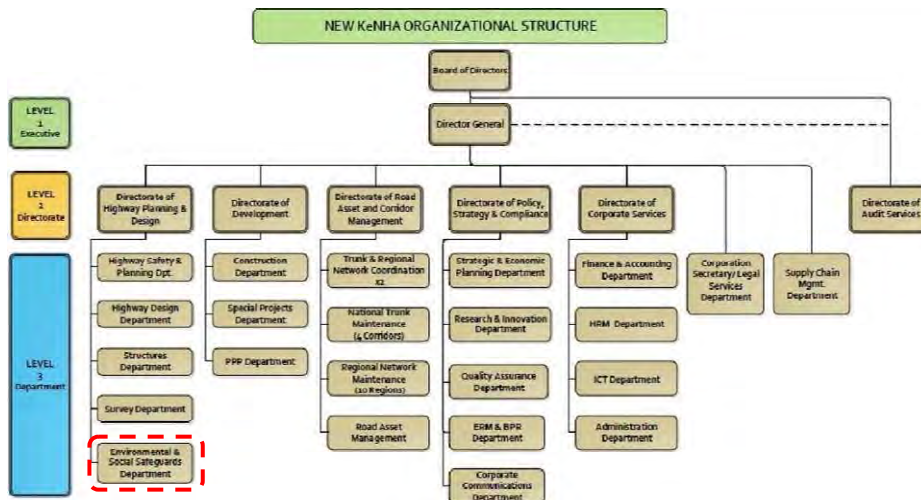 NEW KeNHA ORGANIZATIONAL STRUCTURE
Board of Directors
LEVEL
1
Executive
Director General
LEVEL
2
Directorate
Directorate of
Highway Planning &
Design
Directorate of
Development
Directorate of Road
Asset and Corridor
Management
Directorate of Policy,
Strategy & Compliance
Directorate of
Corporate Services
Directorate of
Audit Services
LEVEL
3
Department
Highway Safety &
Planning Dpt.
Highway Design
Department
Structures
Department
Survey Department
Environmental &
Social Safeguards
Department
Construction
Department
Special Projects
Department
PPP Department
Trunk & Regional
Network Coordination
x2
National Trunk
Maintenance
(4 Corridors)
Regional Network
Maintenance
(10 Regions)
Road Asset
Management
Strategic & Economic
Planning Department
Research & Innovation
Department
Quality Assurance
Department
ERM & BPR
Department
Corporate
Communications
Department
Finance & Accounting
Department
HRM Department
ICT Department
Administration
Department
Corporation
Secretary/ Legal
Services
Department
Supply Chain
Mgmt.
Department